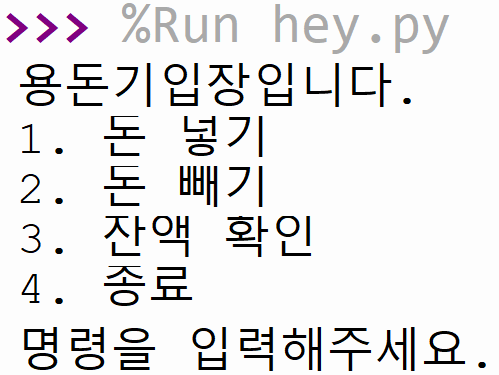 >>> %Run hey.py
용돈기입장입니다.
1. 돈 넣기
2. 돈 빼기
3. 잔액 확인
4. 종료
명령을 입력해주세요.